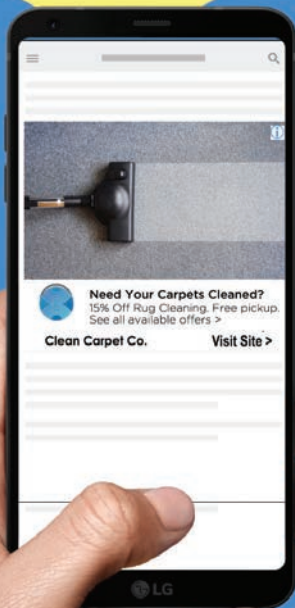 Need Your Carpets Cleaned?
15% Off Rug Cleaning. Free pickup.
See all available offers >
Clean Carpet Co.
Visit Site >
LG